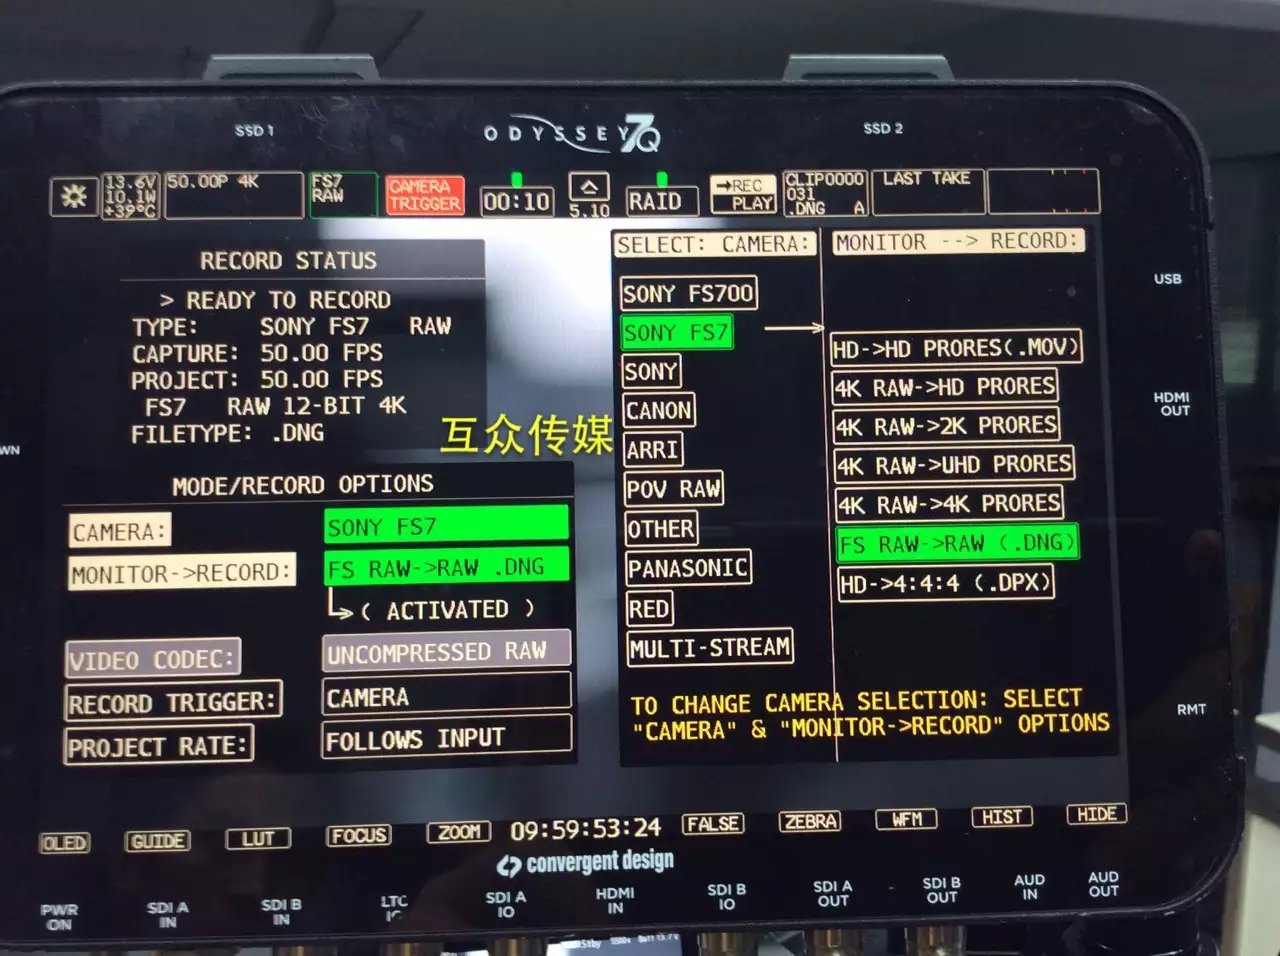 SSD 1
ODYSSEY7Q
SSD 2
13.6V
10.1W
+39°C
50.00P 4K
FS7
RAW
CAMERA
TRIGGER
00:10
5.10
RAID
→REC
PLAY
CLIP0000
031
.DNG A
LAST TAKE
RECORD STATUS
> READY TO RECORD
TYPE: SONY FS7 RAW
CAPTURE: 50.00 FPS
PROJECT: 50.00 FPS
FS7 RAW 12-BIT 4K
FILETYPE: .DNG
互众传媒
MODE/RECORD OPTIONS
CAMERA: SONY FS7
MONITOR->RECORD: FS RAW->RAW .DNG
( ACTIVATED )
VIDEO CODEC: UNCOMPRESSED RAW
RECORD TRIGGER: CAMERA
PROJECT RATE: FOLLOWS INPUT
SELECT: CAMERA:
SONY FS700
SONY FS7
SONY
CANON
ARRI
POV RAW
OTHER
PANASONIC
RED
MULTI-STREAM
MONITOR --> RECORD:
HD->HD PRORES(.MOV)
4K RAW->HD PRORES
4K RAW->2K PRORES
4K RAW->UHD PRORES
4K RAW->4K PRORES
FS RAW->RAW (.DNG)
HD->4:4:4 (.DPX)
TO CHANGE CAMERA SELECTION: SELECT
"CAMERA" & "MONITOR->RECORD" OPTIONS
USB
HDMI
OUT
RMT
WN
OLED
GUIDE
LUT
FOCUS
ZOOM
09:59:53:24
FALSE
ZEBRA
WFM
HIST
HIDE
convergent design
PWR
ON
SDI A
IN
SDI B
IN
LTC
SDI A
IO
HDMI
IN
SDI B
IO
SDI A
OUT
SDI B
OUT
AUD
IN
AUD
OUT
Stby